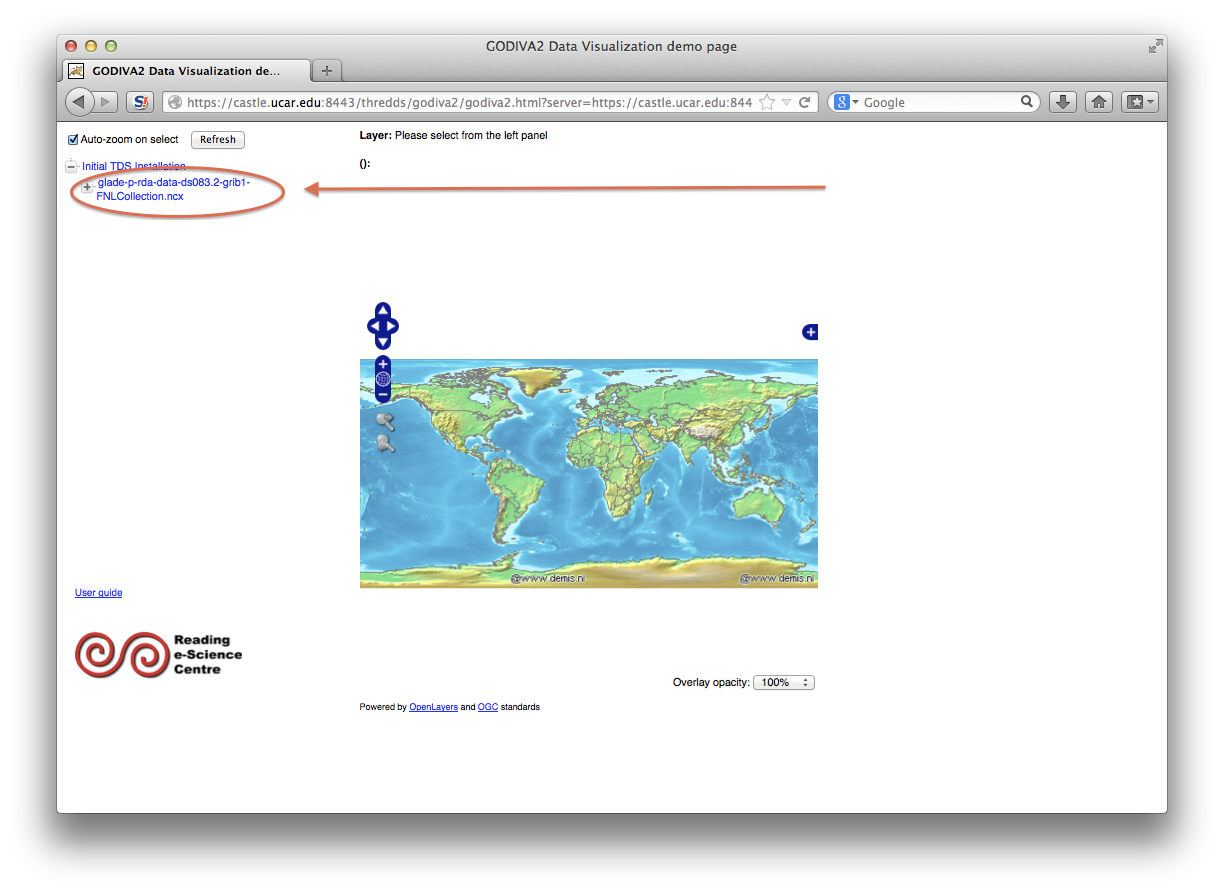 GODIVA2 Data Visualization demo page
GODIVA2 Data Visualization de...
https://castle.ucar.edu:8443/thredds/godiva2/godiva2.html?server=https://castle.ucar.edu:844
8 Google
Auto-zoom on select Refresh
Layer: Please select from the left panel
():
Initial TDS Installation
glade-p-rda-data-ds083.2-grib1-
FNLCollection.ncx
@www.demis.nl @www.demis.nl
User guide
Reading
e-Science
Centre
Overlay opacity: 100%
Powered by OpenLayers and OGC standards